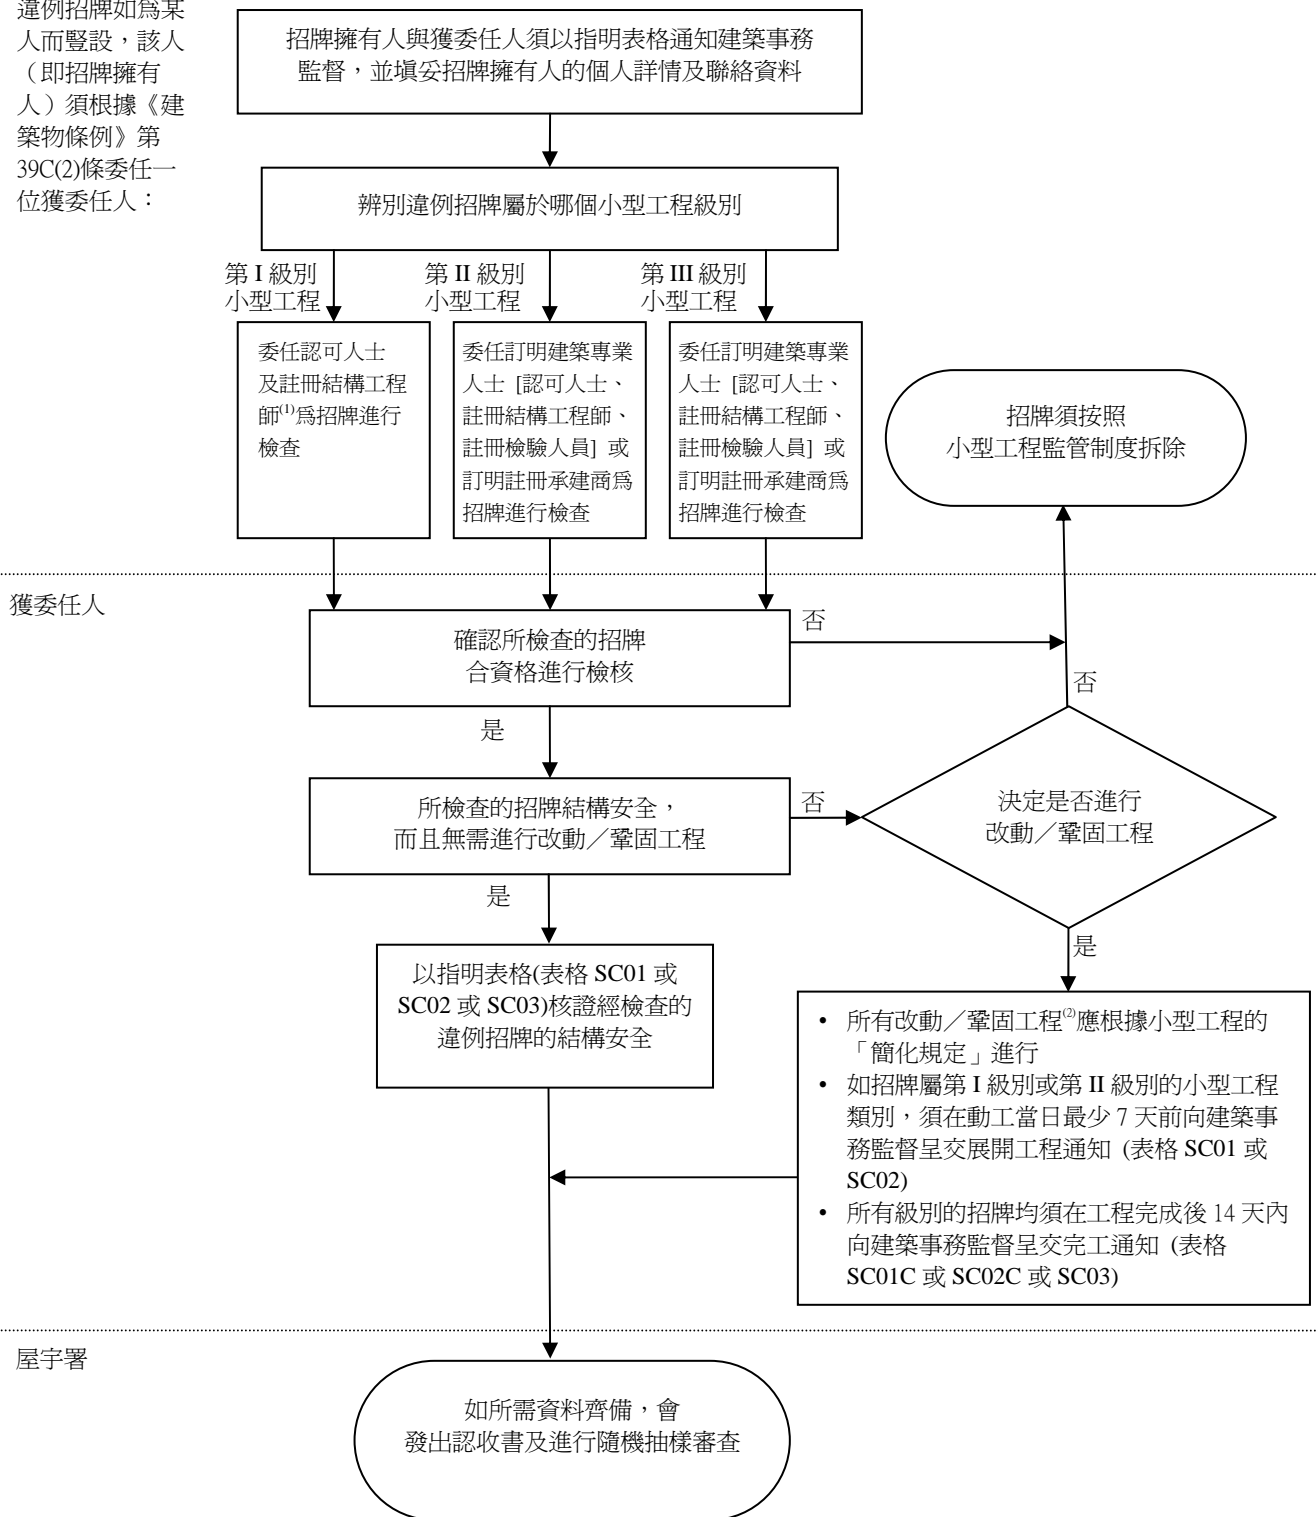 違例招牌如為某
人而豎設，該人
（即招牌擁有
人）須根據《建
築物條例》第
39C(2)條委任一
位獲委任人：
招牌擁有人與獲委任人須以指明表格通知建築事務
監督，並填妥招牌擁有人的個人詳情及聯絡資料
辨別違例招牌屬於哪個小型工程級別
第 I 級別
小型工程
第 II 級別
小型工程
第 III 級別
小型工程
委任認可人士
及註冊結構工程
師(1)為招牌進行
檢查
委任訂明建築專業
人士 [認可人士、
註冊結構工程師、
註冊檢驗人員] 或
訂明註冊承建商為
招牌進行檢查
委任訂明建築專業
人士 [認可人士、
註冊結構工程師、
註冊檢驗人員] 或
訂明註冊承建商為
招牌進行檢查
招牌須按照
小型工程監管制度拆除
獲委任人
確認所檢查的招牌
合資格進行檢核
否
否
是
所檢查的招牌結構安全，
而且無需進行改動／鞏固工程
否
決定是否進行
改動／鞏固工程
是
是
以指明表格(表格 SC01 或
SC02 或 SC03)核證經檢查的
違例招牌的結構安全
• 所有改動／鞏固工程(2)應根據小型工程的
「簡化規定」進行
• 如招牌屬第 I 級別或第 II 級別的小型工程
類別，須在動工當日最少 7 天前向建築事
務監督呈交展開工程通知 (表格 SC01 或
SC02)
• 所有級別的招牌均須在工程完成後 14 天內
向建築事務監督呈交完工通知 (表格
SC01C 或 SC02C 或 SC03)
屋宇署
如所需資料齊備，會
發出認收書及進行隨機抽樣審查